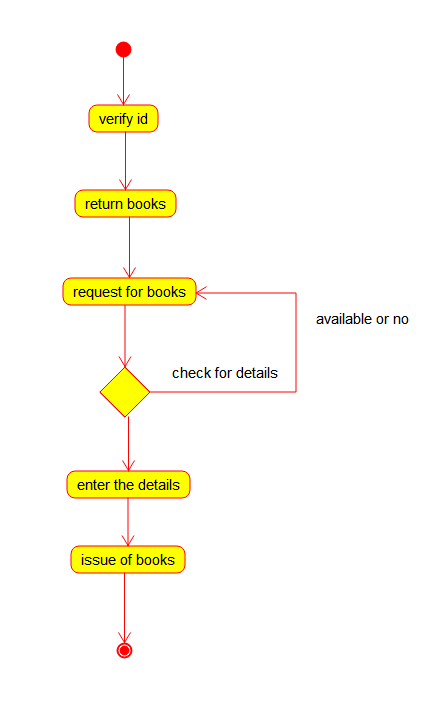 verify id
return books
request for books
available or no
check for details
enter the details
issue of books